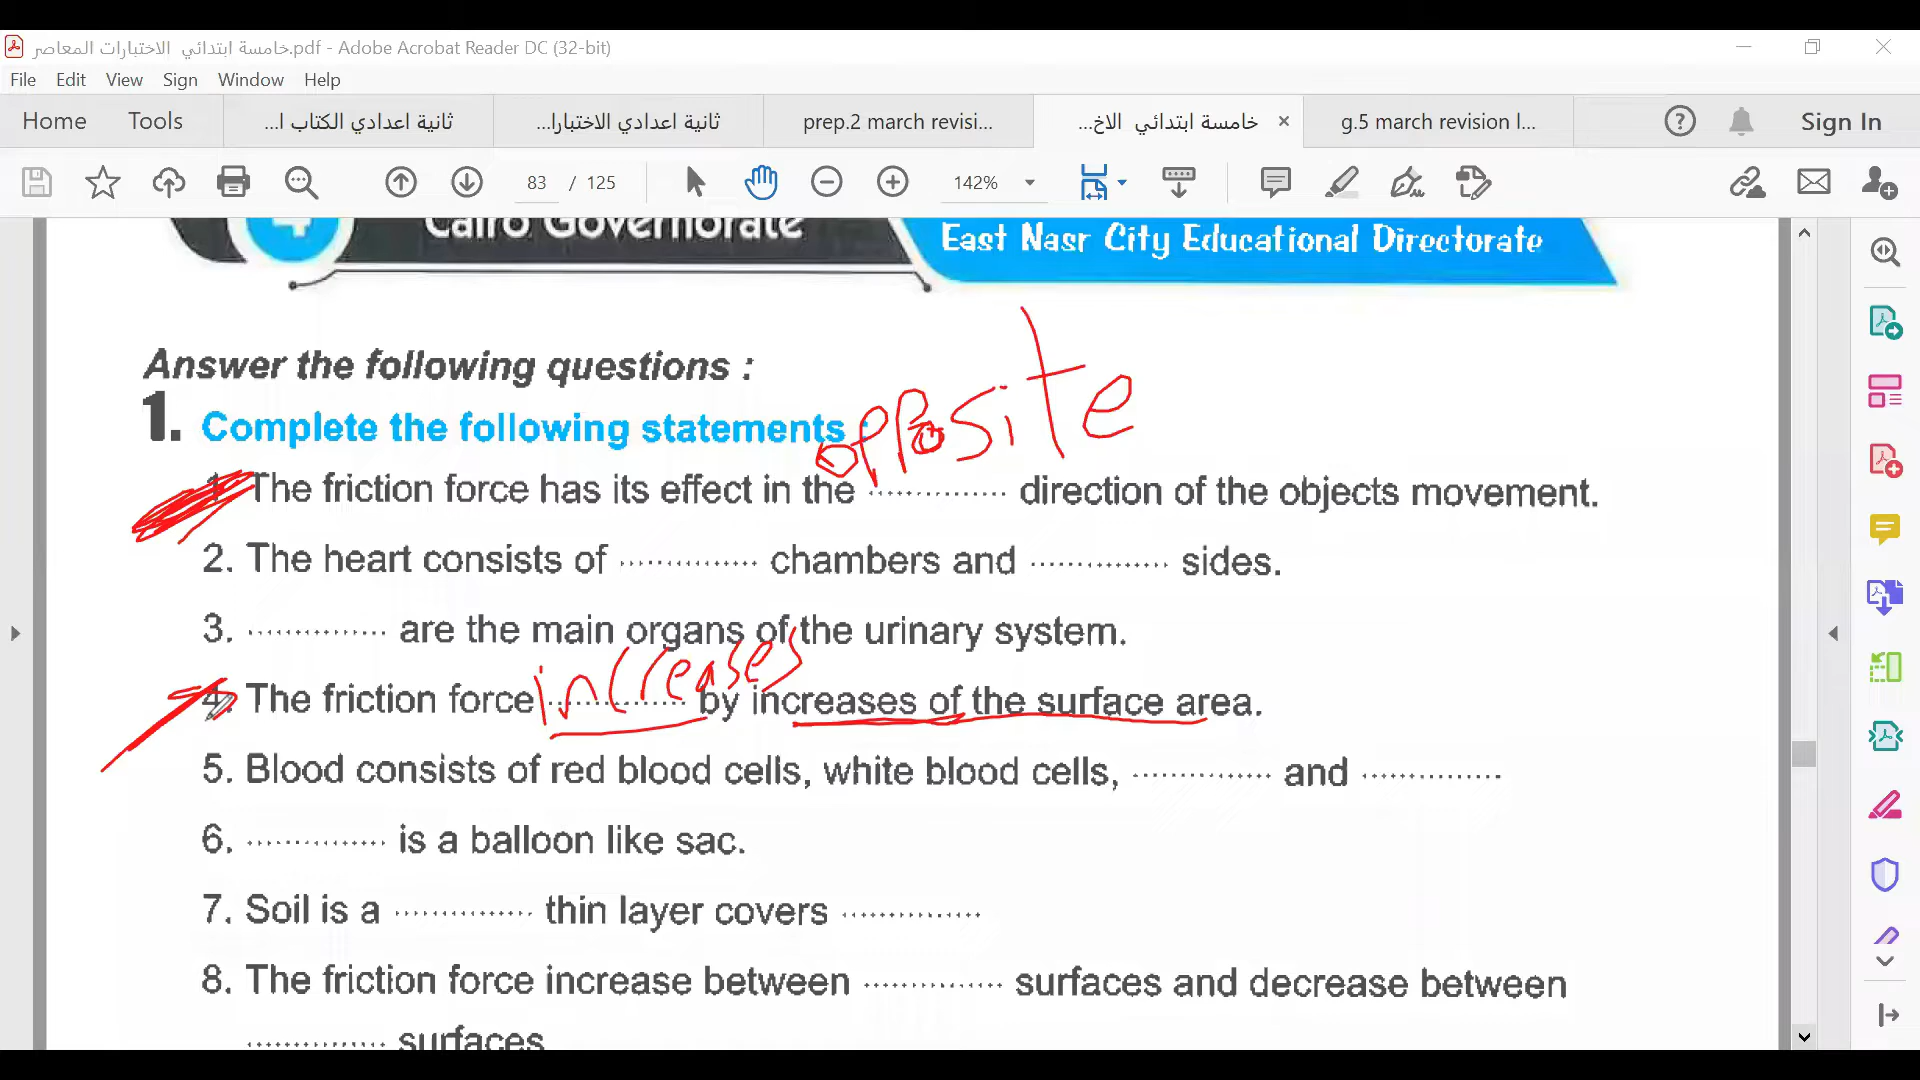 خامسة ابتدائي الاختبارات المعاصر.pdf - Adobe Acrobat Reader DC (32-bit)
File Edit View Sign Window Help
Home Tools ثانية اعدادي الكتاب ا... ثانية اعدادي الاختبارا... prep.2 march revisi... خامسة ابتدائي الاخ... × g.5 march revision l... Sign In
83 / 125 142%
4 Cairo Governorate East Nasr City Educational Directorate
Answer the following questions :
opposite
1. Complete the following statements :
1. The friction force has its effect in the ............. direction of the objects movement.
2. The heart consists of ............. chambers and ............. sides.
3. ............. are the main organs of the urinary system.
increases
4. The friction force ............. by increases of the surface area.
5. Blood consists of red blood cells, white blood cells, ............. and .............
6. ............. is a balloon like sac.
7. Soil is a ............. thin layer covers .............
8. The friction force increase between ............. surfaces and decrease between
............. surfaces